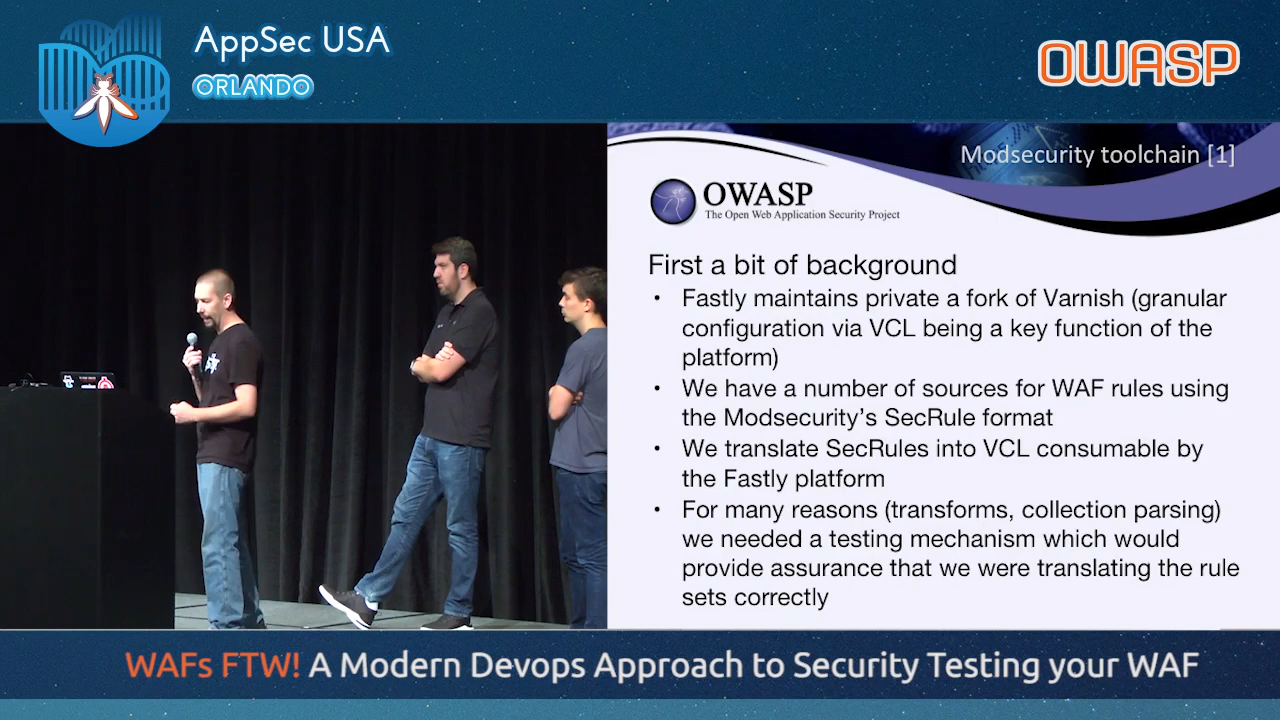 AppSec USA
ORLANDO
OWASP
Modsecurity toolchain [1]
OWASP
The Open Web Application Security Project
First a bit of background
• Fastly maintains private a fork of Varnish (granular
configuration via VCL being a key function of the
platform)
• We have a number of sources for WAF rules using
the Modsecurity's SecRule format
• We translate SecRules into VCL consumable by
the Fastly platform
• For many reasons (transforms, collection parsing)
we needed a testing mechanism which would
provide assurance that we were translating the rule
sets correctly
WAFs FTW! A Modern Devops Approach to Security Testing your WAF